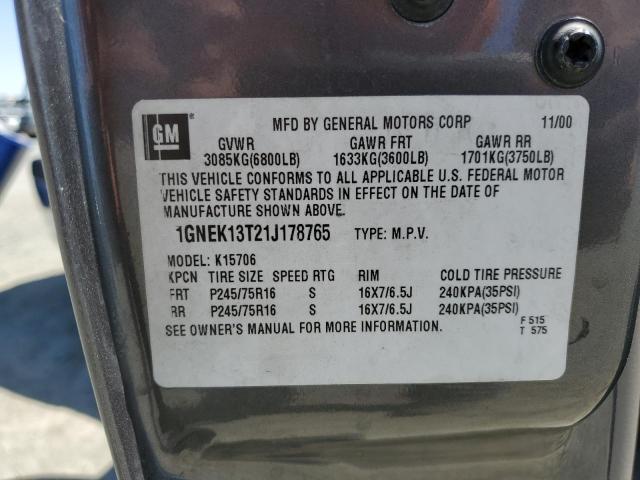 GM MFD BY GENERAL MOTORS CORP 11/00
GVWR GAWR FRT GAWR RR
3085KG(6800LB) 1633KG(3600LB) 1701KG(3750LB)
THIS VEHICLE CONFORMS TO ALL APPLICABLE U.S. FEDERAL MOTOR
VEHICLE SAFETY STANDARDS IN EFFECT ON THE DATE OF
MANUFACTURE SHOWN ABOVE.
1GNEK13T21J178765 TYPE: M.P.V.
MODEL: K15706
KPCN TIRE SIZE SPEED RTG RIM COLD TIRE PRESSURE
FRT P245/75R16 S 16X7/6.5J 240KPA(35PSI)
RR P245/75R16 S 16X7/6.5J 240KPA(35PSI)
SEE OWNER'S MANUAL FOR MORE INFORMATION.
F 515
T 575